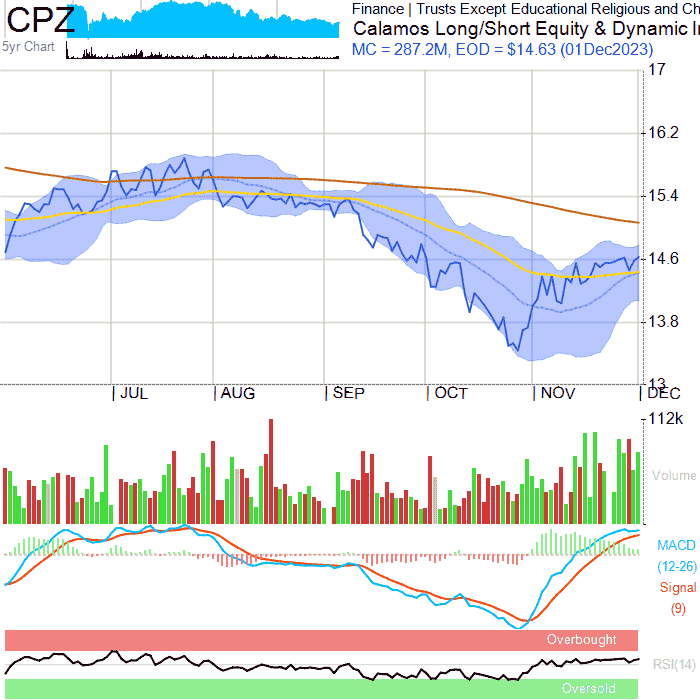 CPZ
5yr Chart
Finance | Trusts Except Educational Religious and Ch
Calamos Long/Short Equity & Dynamic I
MC = 287.2M, EOD = $14.63 (01Dec2023)
17
16.2
15.4
14.6
13.8
13
JUL AUG SEP OCT NOV DEC
112k
Volume
MACD
(12-26)
Signal
(9)
Overbought
RSI(14)
Oversold